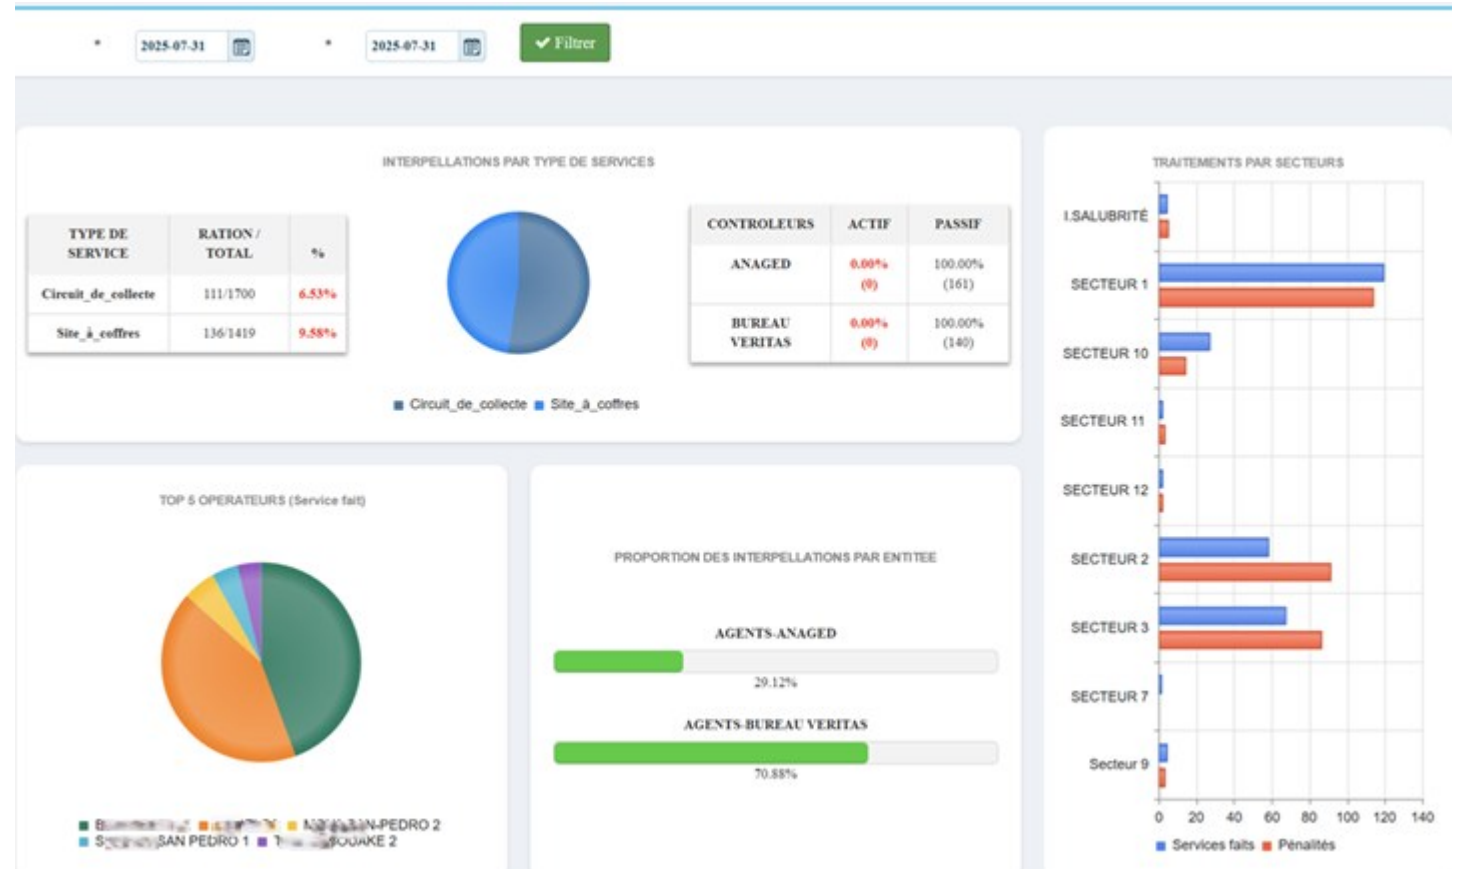 * 2025-07-31 * 2025-07-31 Filtrer
INTERPELLATIONS PAR TYPE DE SERVICES
TYPE DE SERVICE RATION / TOTAL %
Circuit_de_collecte 111/1700 6.53%
Site_à_coffres 136/1419 9.58%
Circuit_de_collecte Site_à_coffres
CONTROLEURS ACTIF PASSIF
ANAGED 0.00% (0) 100.00% (161)
BUREAU VERITAS 0.00% (0) 100.00% (140)
TOP 5 OPERATEURS (Service fait)
N-PEDRO 2
SAN PEDRO 1 OUAKE 2
PROPORTION DES INTERPELLATIONS PAR ENTITEE
AGENTS-ANAGED
29.12%
AGENTS-BUREAU VERITAS
70.88%
TRAITEMENTS PAR SECTEURS
I.SALUBRITÉ
SECTEUR 1
SECTEUR 10
SECTEUR 11
SECTEUR 12
SECTEUR 2
SECTEUR 3
SECTEUR 7
Secteur 9
0 20 40 60 80 100 120 140
Services faits Pénalités